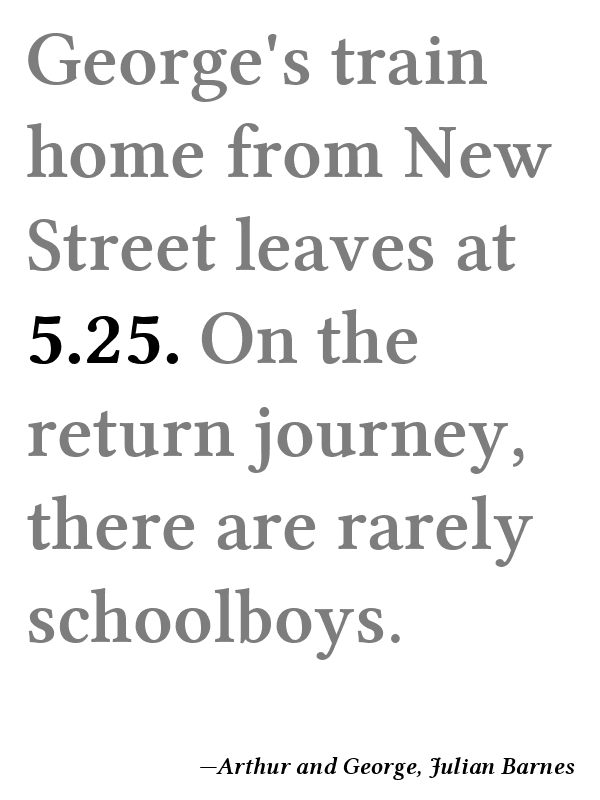 George's train
home from New
Street leaves at
5.25. On the
return journey,
there are rarely
schoolboys.
—Arthur and George, Julian Barnes